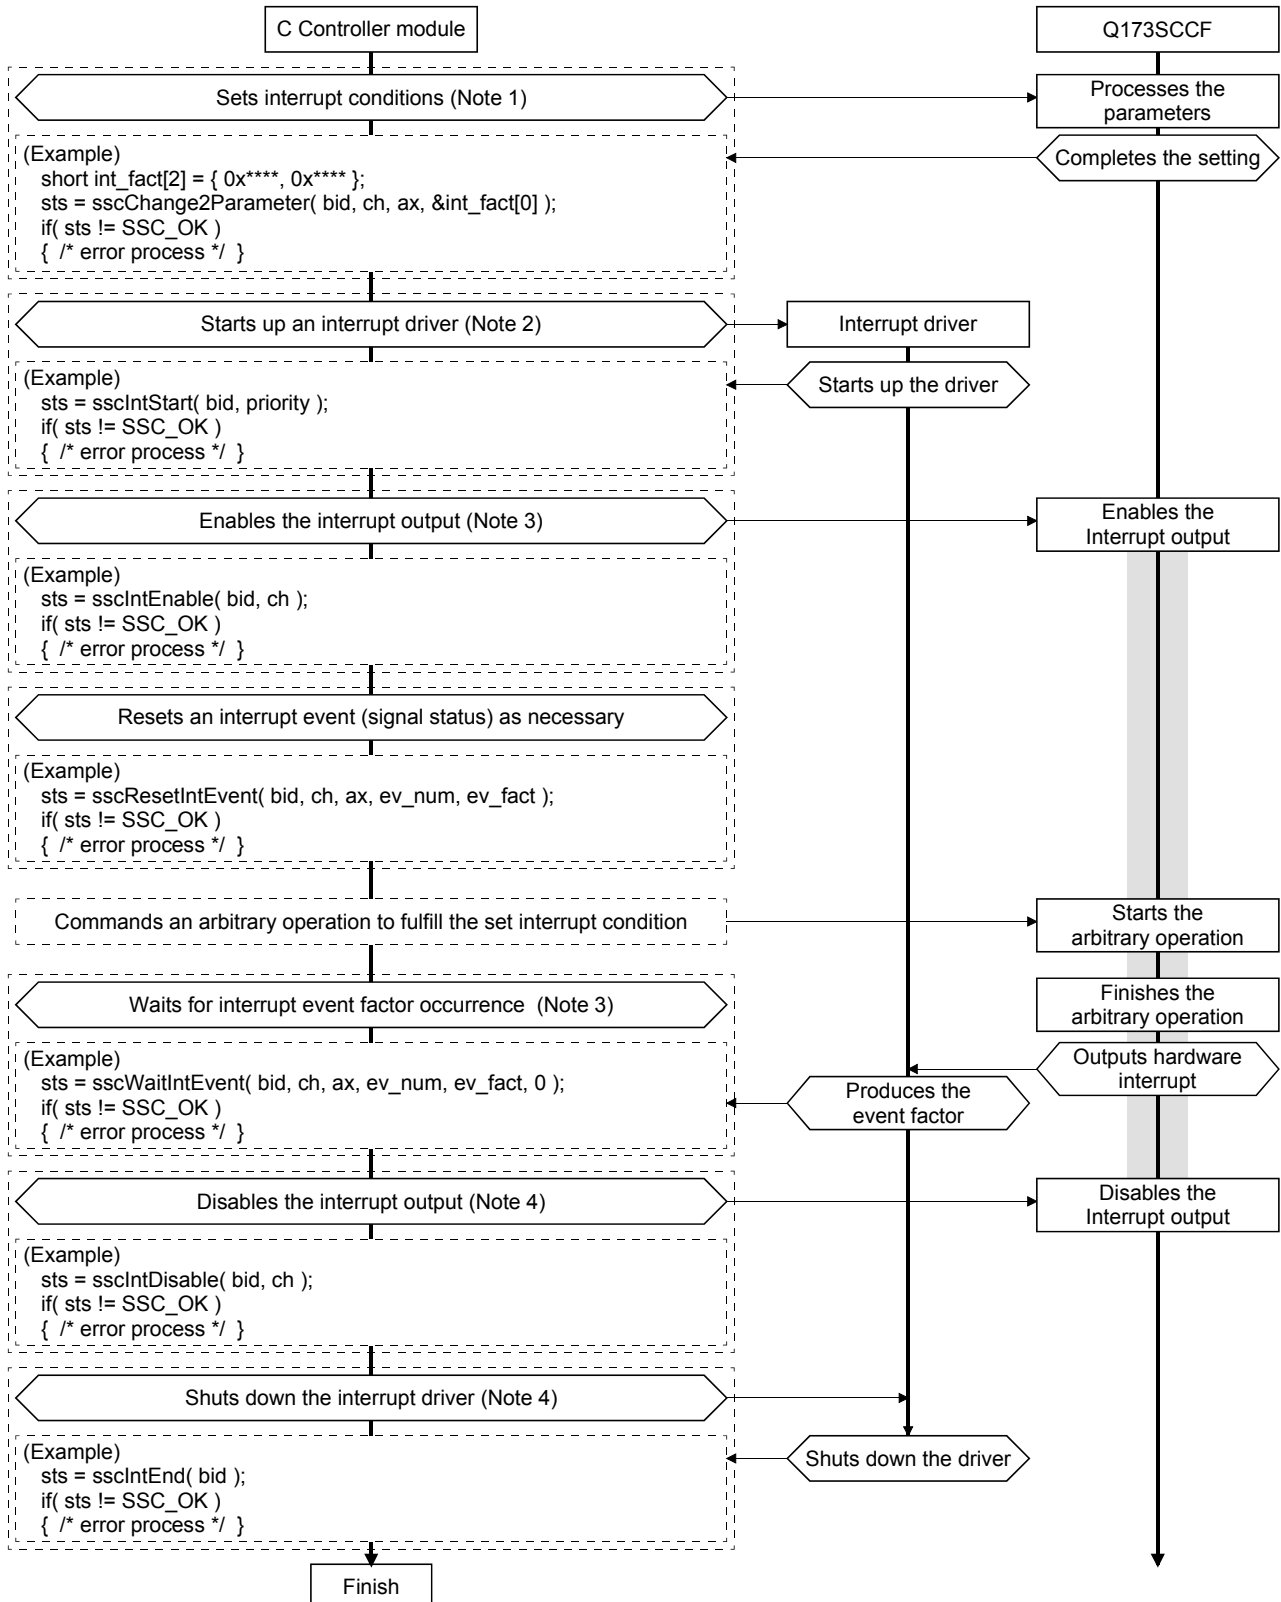 C Controller module
Q173SCCF
Sets interrupt conditions (Note 1)
Processes the
parameters
(Example)
short int_fact[2] = { 0x****, 0x**** };
sts = sscChange2Parameter( bid, ch, ax, &int_fact[0] );
if( sts != SSC_OK )
{  /* error process */  }
Completes the setting
Starts up an interrupt driver (Note 2)
Interrupt driver
(Example)
sts = sscIntStart( bid, priority );
if( sts != SSC_OK )
{  /* error process */  }
Starts up the driver
Enables the interrupt output (Note 3)
Enables the
Interrupt output
(Example)
sts = sscIntEnable( bid, ch );
if( sts != SSC_OK )
{  /* error process */  }
Resets an interrupt event (signal status) as necessary
(Example)
sts = sscResetIntEvent( bid, ch, ax, ev_num, ev_fact );
if( sts != SSC_OK )
{  /* error process */  }
Commands an arbitrary operation to fulfill the set interrupt condition
Starts the
arbitrary operation
Waits for interrupt event factor occurrence  (Note 3)
Finishes the
arbitrary operation
(Example)
sts = sscWaitIntEvent( bid, ch, ax, ev_num, ev_fact, 0 );
if( sts != SSC_OK )
{  /* error process */  }
Outputs hardware
interrupt
Produces the
event factor
Disables the interrupt output (Note 4)
Disables the
Interrupt output
(Example)
sts = sscIntDisable( bid, ch );
if( sts != SSC_OK )
{  /* error process */  }
Shuts down the interrupt driver (Note 4)
(Example)
sts = sscIntEnd( bid );
if( sts != SSC_OK )
{  /* error process */  }
Shuts down the driver
Finish